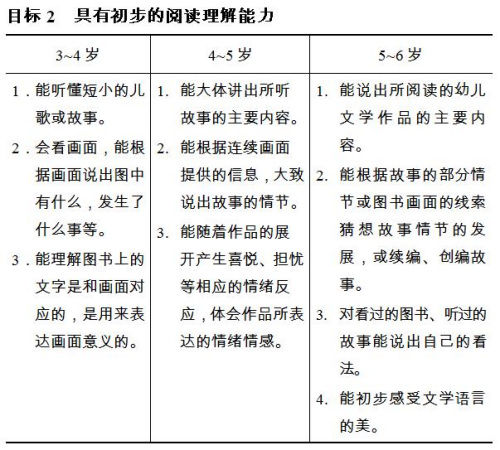 目标 2 具有初步的阅读理解能力
3~4 岁
4~5 岁
5~6 岁
1．能听懂短小的儿
歌或故事。
2．会看画面，能根
据画面说出图中
有什么，发生了
什么事等。
3．能理解图书上的
文字是和画面对
应的，是用来表
达画面意义的。
1. 能大体讲出所听
故事的主要内容。
2. 能根据连续画面
提供的信息，大致
说出故事的情节。
3. 能随着作品的展
开产生喜悦、担忧
等相应的情绪反
应，体会作品所表
达的情绪情感。
1. 能说出所阅读的幼儿
文学作品的主要内
容。
2. 能根据故事的部分情
节或图书画面的线索
猜想故事情节的发
展，或续编、创编故
事。
3. 对看过的图书、听过的
故事能说出自己的看
法。
4. 能初步感受文学语言
的美。